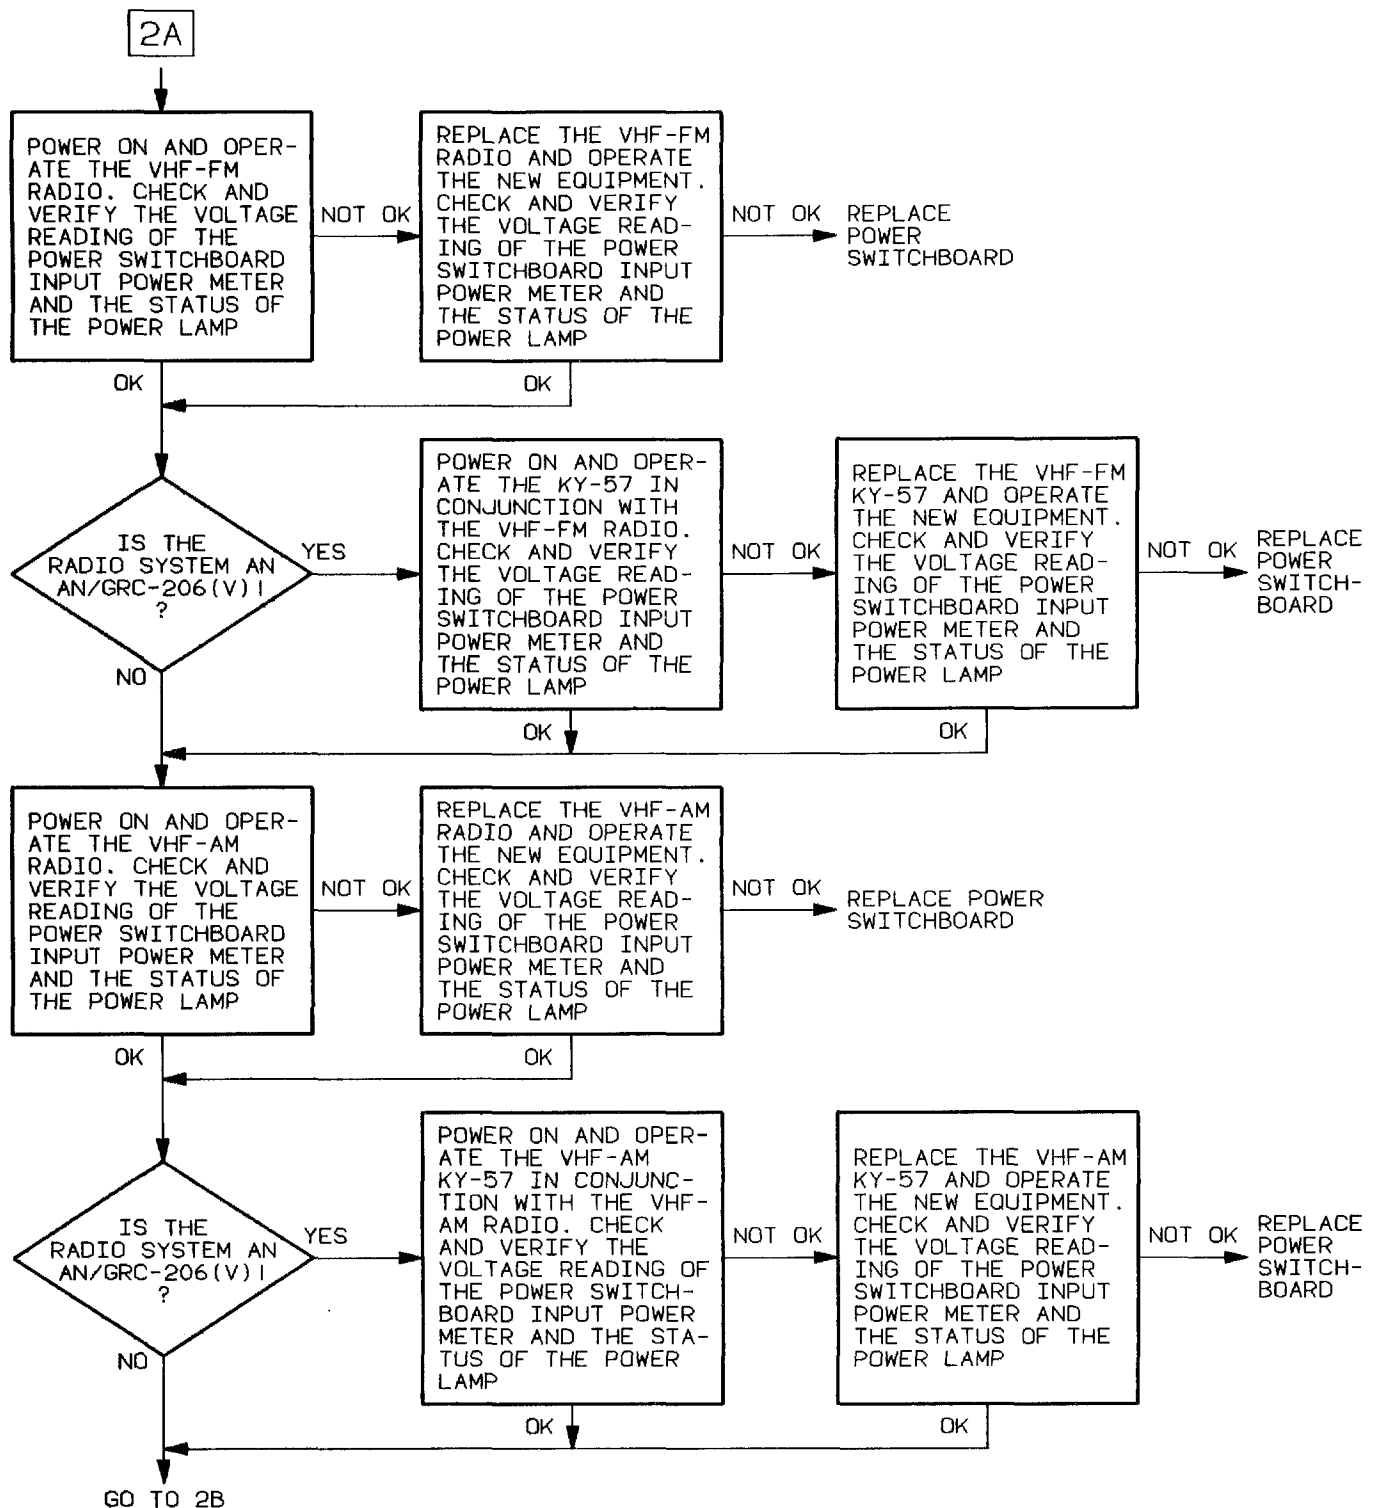 2A
POWER ON AND OPER-
ATE THE VHF-FM
RADIO. CHECK AND
VERIFY THE VOLTAGE
READING OF THE
POWER SWITCHBOARD
INPUT POWER METER
AND THE STATUS OF
THE POWER LAMP
NOT OK
REPLACE THE VHF-FM
RADIO AND OPERATE
THE NEW EQUIPMENT.
CHECK AND VERIFY
THE VOLTAGE READ-
ING OF THE POWER
SWITCHBOARD INPUT
POWER METER AND
THE STATUS OF THE
POWER LAMP
NOT OK
REPLACE
POWER
SWITCHBOARD
OK
OK
IS THE
RADIO SYSTEM AN
AN/GRC-206(V)1
?
YES
POWER ON AND OPER-
ATE THE KY-57 IN
CONJUNCTION WITH
THE VHF-FM RADIO.
CHECK AND VERIFY
THE VOLTAGE READ-
ING OF THE POWER
SWITCHBOARD INPUT
POWER METER AND
THE STATUS OF THE
POWER LAMP
NOT OK
REPLACE THE VHF-FM
KY-57 AND OPERATE
THE NEW EQUIPMENT.
CHECK AND VERIFY
THE VOLTAGE READ-
ING OF THE POWER
SWITCHBOARD INPUT
POWER METER AND
THE STATUS OF THE
POWER LAMP
NOT OK
REPLACE
POWER
SWITCH-
BOARD
NO
OK
OK
POWER ON AND OPER-
ATE THE VHF-AM
RADIO. CHECK AND
VERIFY THE VOLTAGE
READING OF THE
POWER SWITCHBOARD
INPUT POWER METER
AND THE STATUS OF
THE POWER LAMP
NOT OK
REPLACE THE VHF-AM
RADIO AND OPERATE
THE NEW EQUIPMENT.
CHECK AND VERIFY
THE VOLTAGE READ-
ING OF THE POWER
SWITCHBOARD INPUT
POWER METER AND
THE STATUS OF THE
POWER LAMP
NOT OK
REPLACE POWER
SWITCHBOARD
OK
OK
IS THE
RADIO SYSTEM AN
AN/GRC-206(V)1
?
YES
POWER ON AND OPER-
ATE THE VHF-AM
KY-57 IN CONJUNC-
TION WITH THE VHF-
AM RADIO. CHECK
AND VERIFY THE
VOLTAGE READING OF
THE POWER SWITCH-
BOARD INPUT POWER
METER AND THE STA-
TUS OF THE POWER
LAMP
NOT OK
REPLACE THE VHF-AM
KY-57 AND OPERATE
THE NEW EQUIPMENT.
CHECK AND VERIFY
THE VOLTAGE READ-
ING OF THE POWER
SWITCHBOARD INPUT
POWER METER AND
THE STATUS OF THE
POWER LAMP
NOT OK
REPLACE
POWER
SWITCH-
BOARD
NO
OK
OK
GO TO 2B